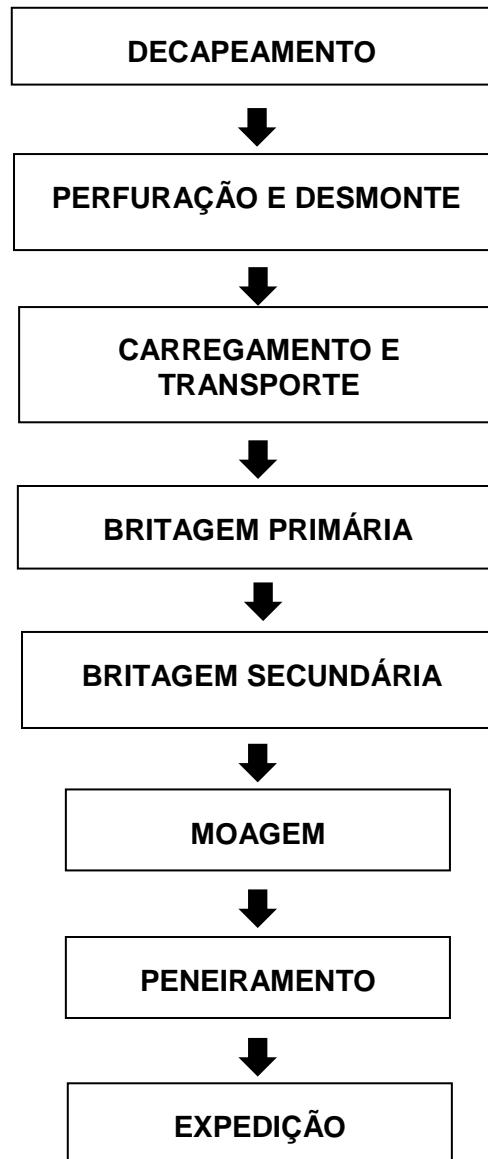 DECAPEAMENTO
PERFURAÇÃO E DESMONTE
CARREGAMENTO E
TRANSPORTE
BRITAGEM PRIMÁRIA
BRITAGEM SECUNDÁRIA
MOAGEM
PENEIRAMENTO
EXPEDIÇÃO